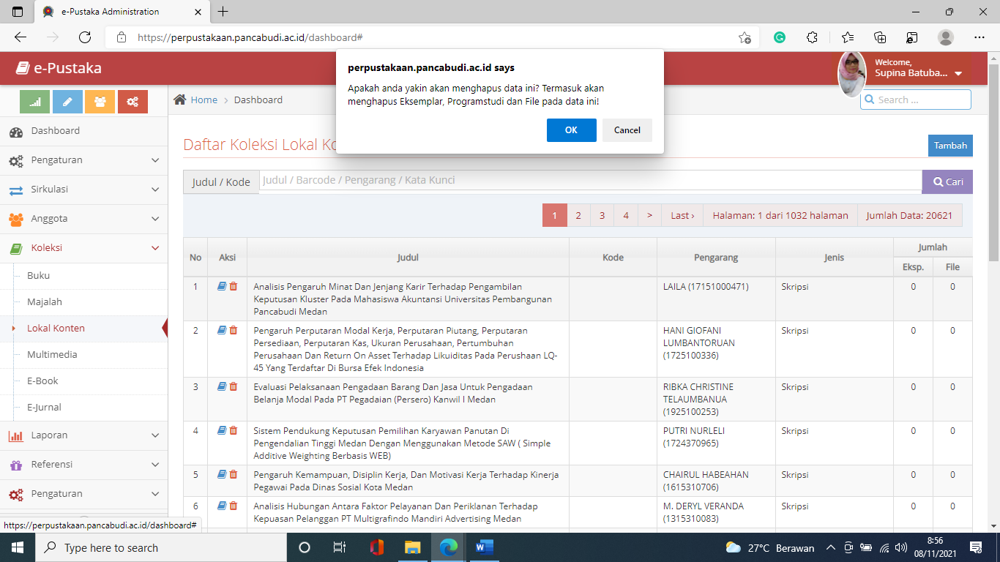 e-Pustaka Administration
https://perpustakaan.pancabudi.ac.id/dashboard#
e-Pustaka
Welcome,
Supina Batuba...
perpustakaan.pancabudi.ac.id says
Apakah anda yakin akan menghapus data ini? Termasuk akan
menghapus Eksemplar, Programstudi dan File pada data ini!
OK
Cancel
Home > Dashboard
Search ...
Dashboard
Pengaturan
Sirkulasi
Anggota
Koleksi
Buku
Majalah
Lokal Konten
Multimedia
E-Book
E-Jurnal
Laporan
Referensi
Pengaturan
Daftar Koleksi Lokal Ko
Tambah
Judul / Kode
Judul / Barcode / Pengarang / Kata Kunci
Cari
1 2 3 4 > Last › Halaman: 1 dari 1032 halaman Jumlah Data: 20621
No Aksi Judul Kode Pengarang Jenis Jumlah
Eksp. File
1 Analisis Pengaruh Minat Dan Jenjang Karir Terhadap Pengambilan LAILA (17151000471) Skripsi 0 0
Keputusan Kluster Pada Mahasiswa Akuntansi Universitas Pembangunan
Pancabudi Medan
2 Pengaruh Perputaran Modal Kerja, Perputaran Piutang, Perputaran HANI GIOFANI Skripsi 0 0
Persediaan, Perputaran Kas, Ukuran Perusahaan, Pertumbuhan LUMBANTORUAN
Perusahaan Dan Return On Asset Terhadap Likuiditas Pada Perushaan LQ- (1725100336)
45 Yang Terdaftar Di Bursa Efek Indonesia
3 Evaluasi Pelaksanaan Pengadaan Barang Dan Jasa Untuk Pengadaan RIBKA CHRISTINE Skripsi 0 0
Belanja Modal Pada PT Pegadaian (Persero) Kanwil I Medan TELAUMBANUA
(1925100253)
4 Sistem Pendukung Keputusan Pemilihan Karyawan Panutan Di PUTRI NURLELI Skripsi 0 0
Pengendalian Tinggi Medan Dengan Menggunakan Metode SAW ( Simple (1724370965)
Additive Weighting Berbasis WEB)
5 Pengaruh Kemampuan, Disiplin Kerja, Dan Motivasi Kerja Terhadap Kinerja CHAIRUL HABEAHAN Skripsi 0 0
Pegawai Pada Dinas Sosial Kota Medan (1615310706)
6 Analisis Hubungan Antara Faktor Pelayanan Dan Periklanan Terhadap M. DERYL VERANDA Skripsi 0 0
Kepuasan Pelanggan PT Multigrafindo Mandiri Advertising Medan (1315310083)
https://perpustakaan.pancabudi.ac.id/dashboard#
Type here to search
27°C Berawan
8:56
08/11/2021